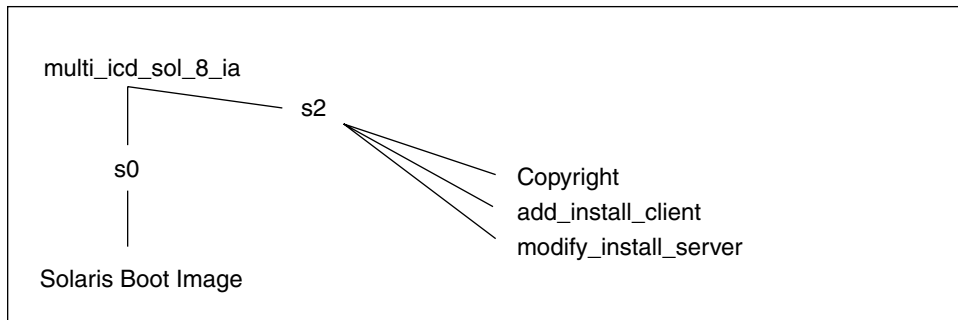 multi_icd_sol_8_ia
s2
s0
Copyright
add_install_client
modify_install_server
Solaris Boot Image